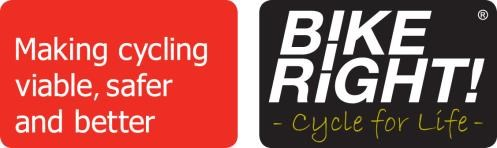 Making cycling
viable, safer
and better
BIKE
RIGHT!
®
- Cycle for Life -